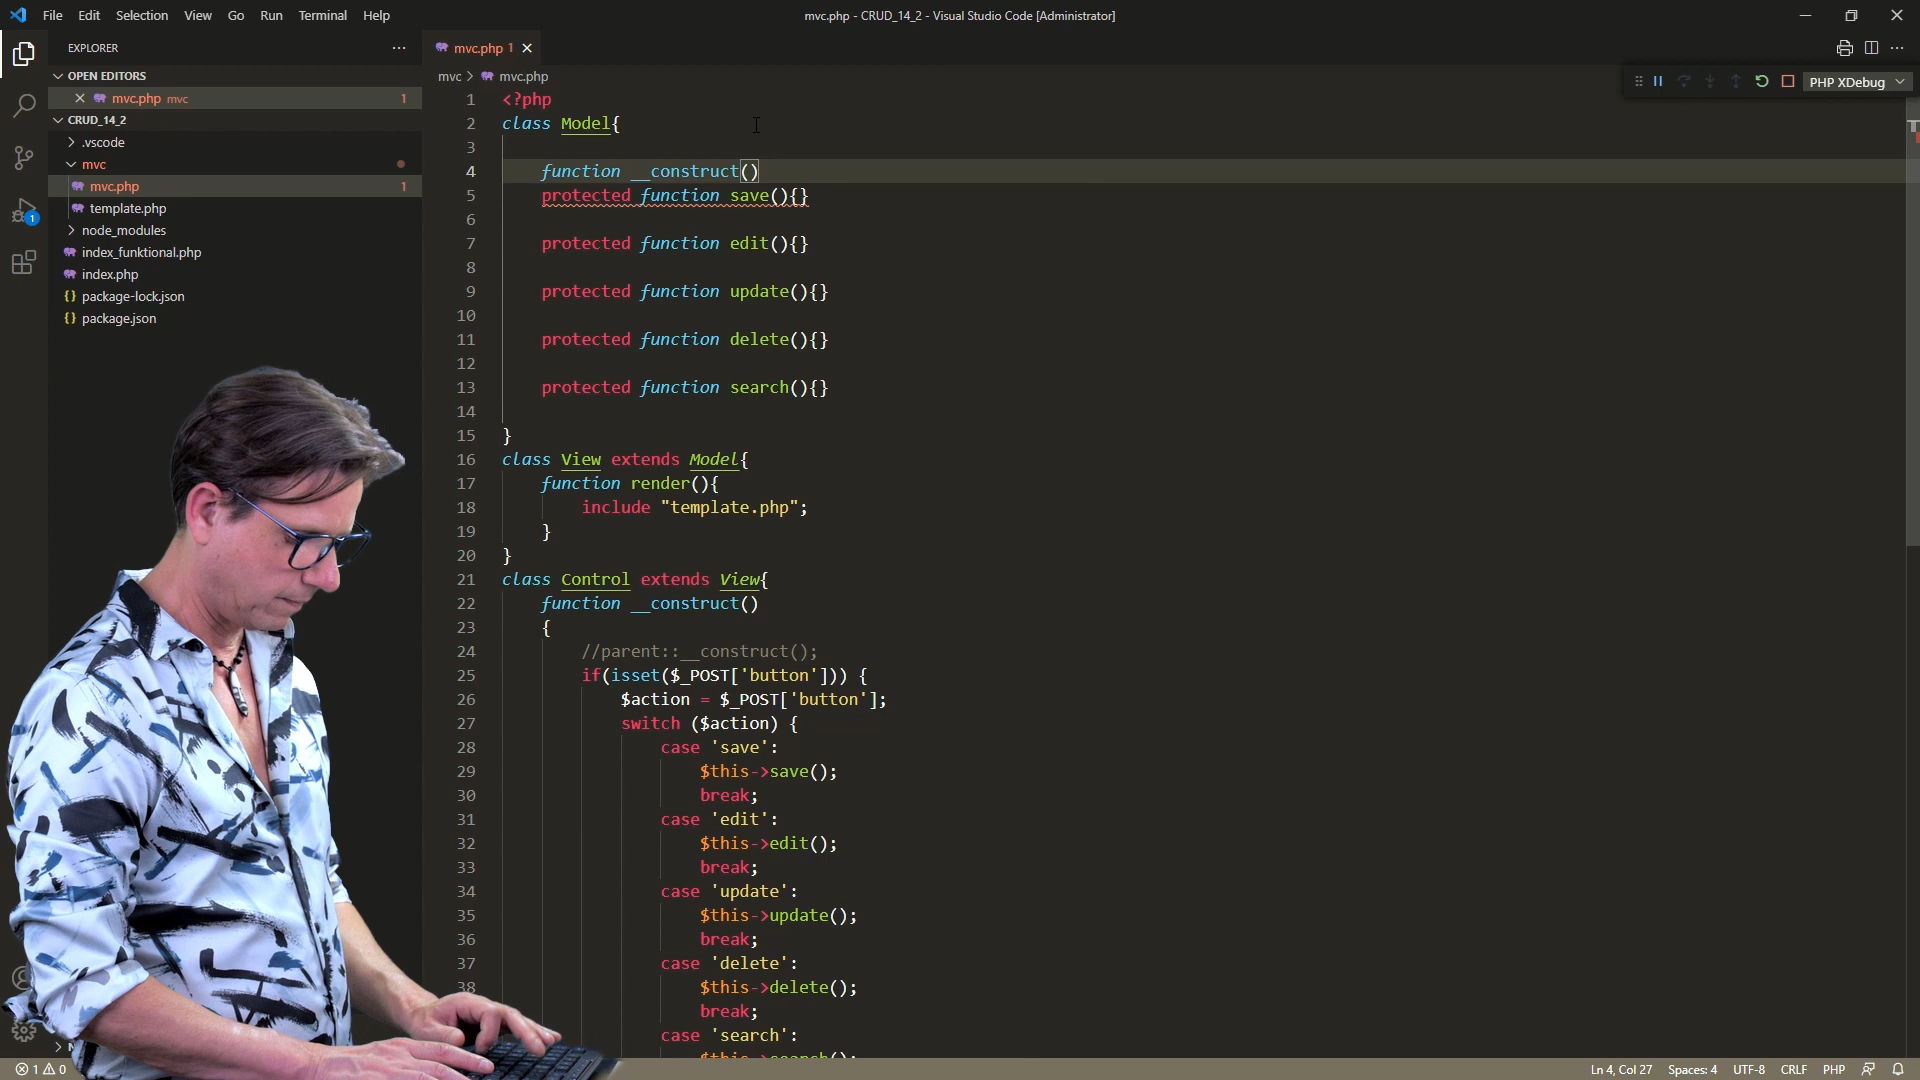 File Edit Selection View Go Run Terminal Help
mvc.php - CRUD_14_2 - Visual Studio Code [Administrator]
EXPLORER
OPEN EDITORS
mvc.php mvc 1
CRUD_14_2
.vscode
mvc
mvc.php 1
template.php
node_modules
index_funktional.php
index.php
package-lock.json
package.json
1
mvc.php 1
mvc > mvc.php
PHP XDebug
1 <?php
2 class Model{
3
4 function __construct()
5 protected function save(){}
6
7 protected function edit(){}
8
9 protected function update(){}
10
11 protected function delete(){}
12
13 protected function search(){}
14
15 }
16 class View extends Model{
17 function render(){
18 include "template.php";
19 }
20 }
21 class Control extends View{
22 function __construct()
23 {
24 //parent::__construct();
25 if(isset($_POST['button'])) {
26 $action = $_POST['button'];
27 switch ($action) {
28 case 'save':
29 $this->save();
30 break;
31 case 'edit':
32 $this->edit();
33 break;
34 case 'update':
35 $this->update();
36 break;
37 case 'delete':
38 $this->delete();
break;
case 'search':
$this->search();
1 0
Ln 4, Col 27 Spaces: 4 UTF-8 CRLF PHP